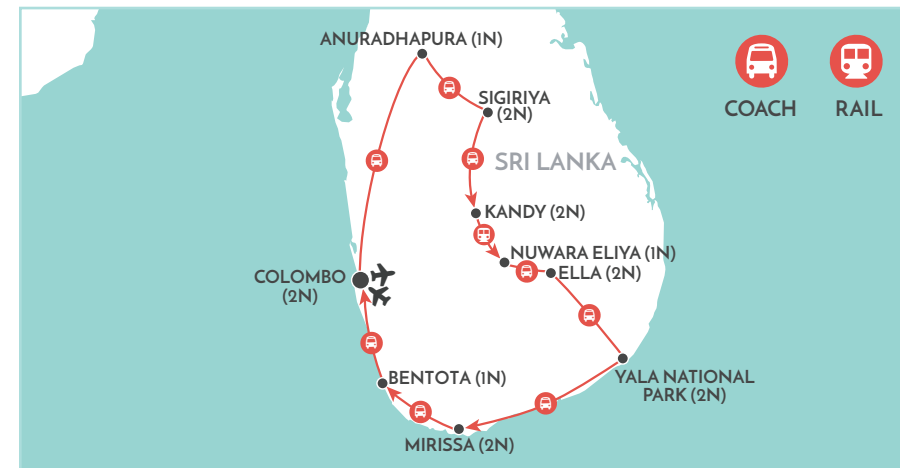 ANURADHAPURA (1N)
COACH
RAIL
SIGIRIYA
(2N)
SRI LANKA
KANDY (2N)
NUWARA ELIYA (1N)
ELLA (2N)
COLOMBO
(2N)
YALA NATIONAL
PARK (2N)
BENTOTA (1N)
MIRISSA (2N)